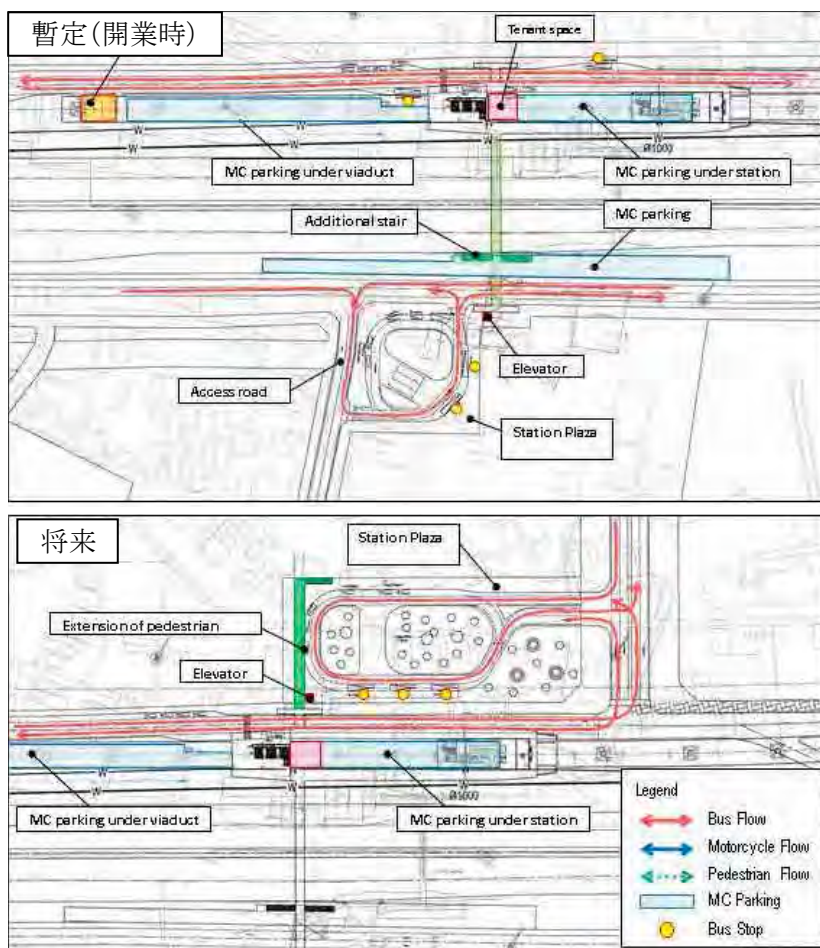 暫定(開業時)
Tenant space
W
W
W
W
W
Ø1000
MC parking under viaduct
MC parking under station
MC parking
Additional stair
Elevator
Access road
Station Plaza
将来
Station Plaza
Extension of pedestrian
Elevator
W
W
W
W
MC parking under viaduct
MC parking under station
Legend
Bus Flow
Motorcycle Flow
Pedestrian Flow
MC Parking
Bus Stop